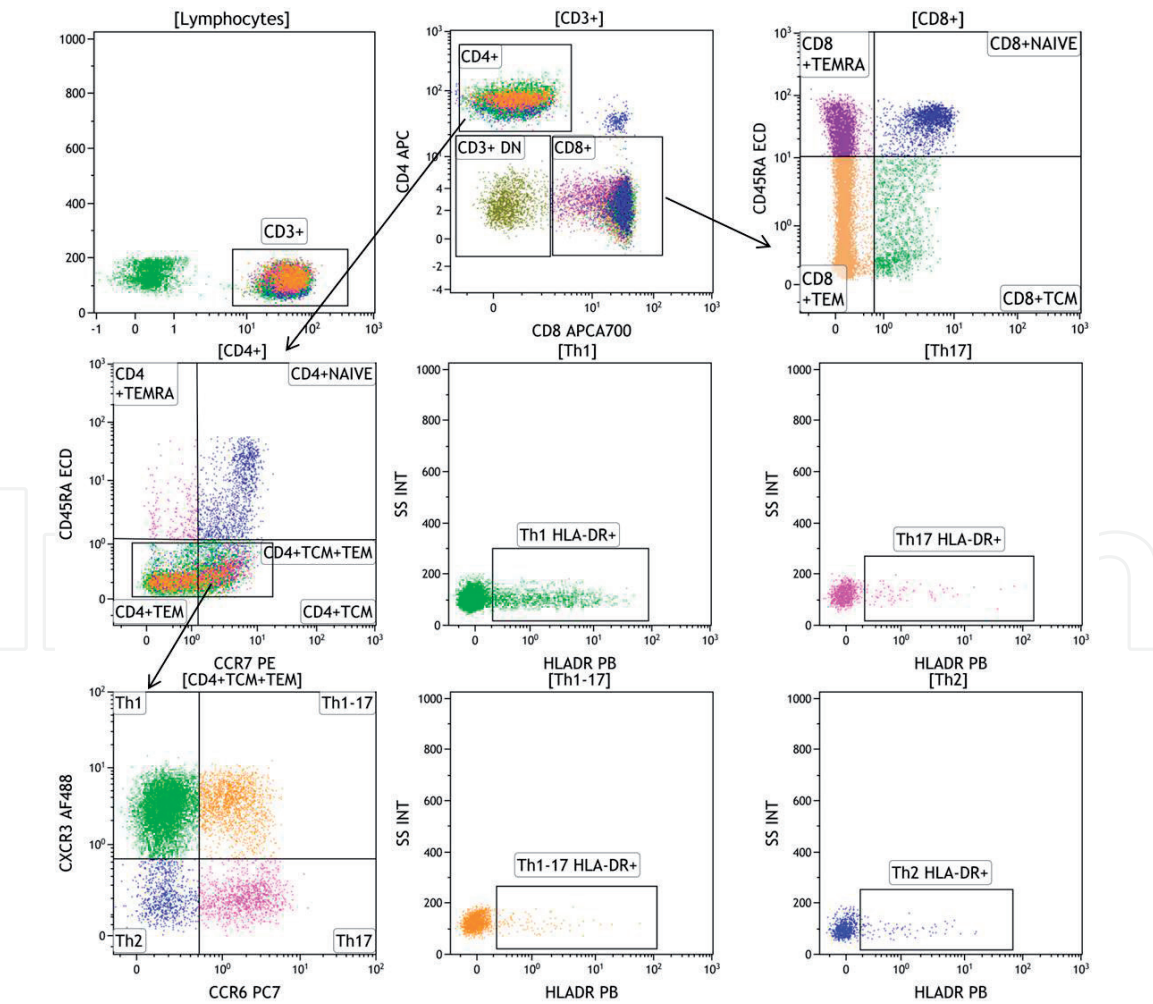 [Lymphocytes]
1000
800
600
400
200
0
CD3+
-1
0
1
10¹
10²
10³
[CD3+]
10³
10²
10¹
4
2
0
-2
-4
CD4 APC
CD4+
CD3+ DN
CD8+
0
10¹
10²
10³
CD8 APCA700
[CD8+]
10³
10²
10¹
10⁰
0
CD45RA ECD
CD8
+TEMRA
CD8+NAIVE
CD8
+TEM
CD8+TCM
0
10⁰
10¹
10²
10³
[CD4+]
10³
10²
10¹
10⁰
0
CD45RA ECD
CD4
+TEMRA
CD4+NAIVE
CD4+TCM+TEM
CD4+TEM
CD4+TCM
0
10⁰
10¹
10²
10³
CCR7 PE
[Th1]
1000
800
600
400
200
0
SS INT
Th1 HLA-DR+
0
10⁰
10¹
10²
10³
HLADR PB
[Th17]
1000
800
600
400
200
0
SS INT
Th17 HLA-DR+
0
10⁰
10¹
10²
10³
HLADR PB
[CD4+TCM+TEM]
10²
10¹
10⁰
0
CXCR3 AF488
Th1
Th1-17
Th2
Th17
0
10⁰
10¹
10²
CCR6 PC7
[Th1-17]
1000
800
600
400
200
0
SS INT
Th1-17 HLA-DR+
0
10⁰
10¹
10²
10³
HLADR PB
[Th2]
1000
800
600
400
200
0
SS INT
Th2 HLA-DR+
0
10⁰
10¹
10²
10³
HLADR PB